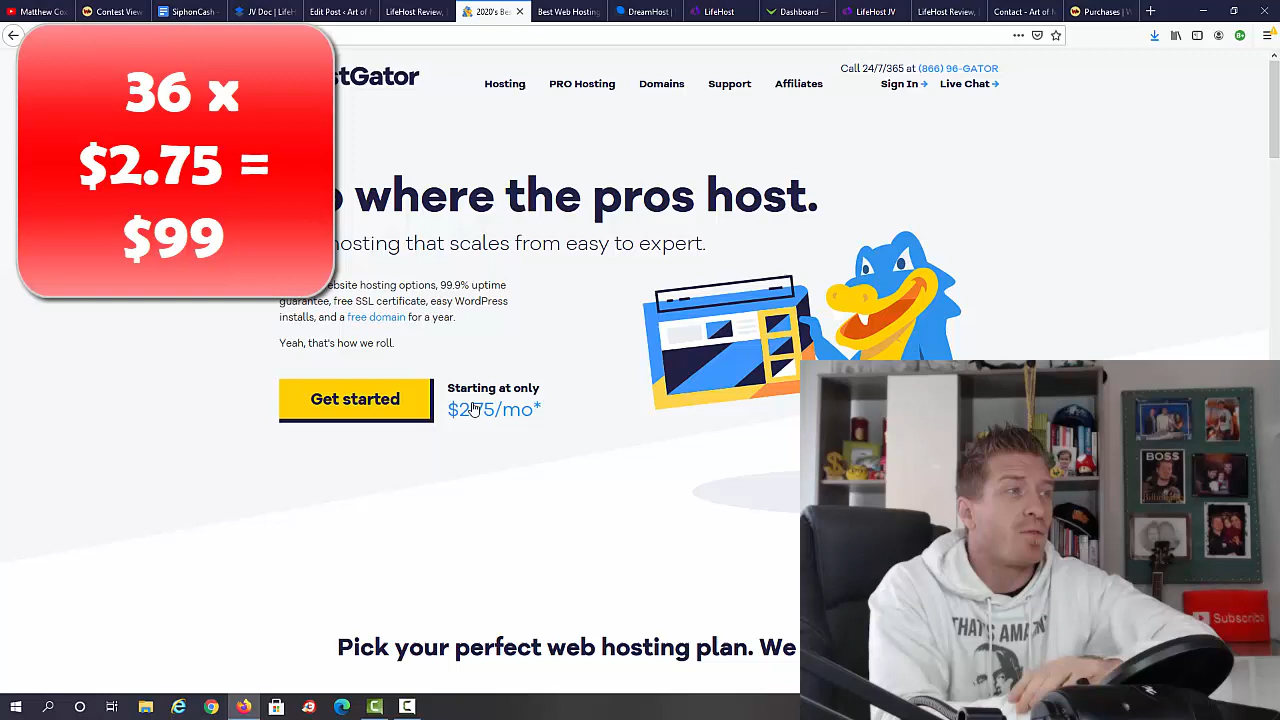 Matthew Co
Contest View
SiphonCash -
JV Doc | LifeH
Edit Post ‹ Art of
LifeHost Review,
2020's Bes
Best Web Hosting
DreamHost |
LifeHost
Dashboard —
LifeHost JV
LifeHost Review,
Contact - Art of M
Purchases | W
36 x
$2.75 =
$99
stGator
Hosting
PRO Hosting
Domains
Support
Affiliates
Call 24/7/365 at (866) 96-GATOR
Sign In
Live Chat
where the pros host.
hosting that scales from easy to expert.
website hosting options, 99.9% uptime
guarantee, free SSL certificate, easy WordPress
installs, and a free domain for a year.
Yeah, that's how we roll.
Get started
Starting at only
$2.75/mo*
Pick your perfect web hosting plan. We
BOSS
THAT'S AMA
Subscribe